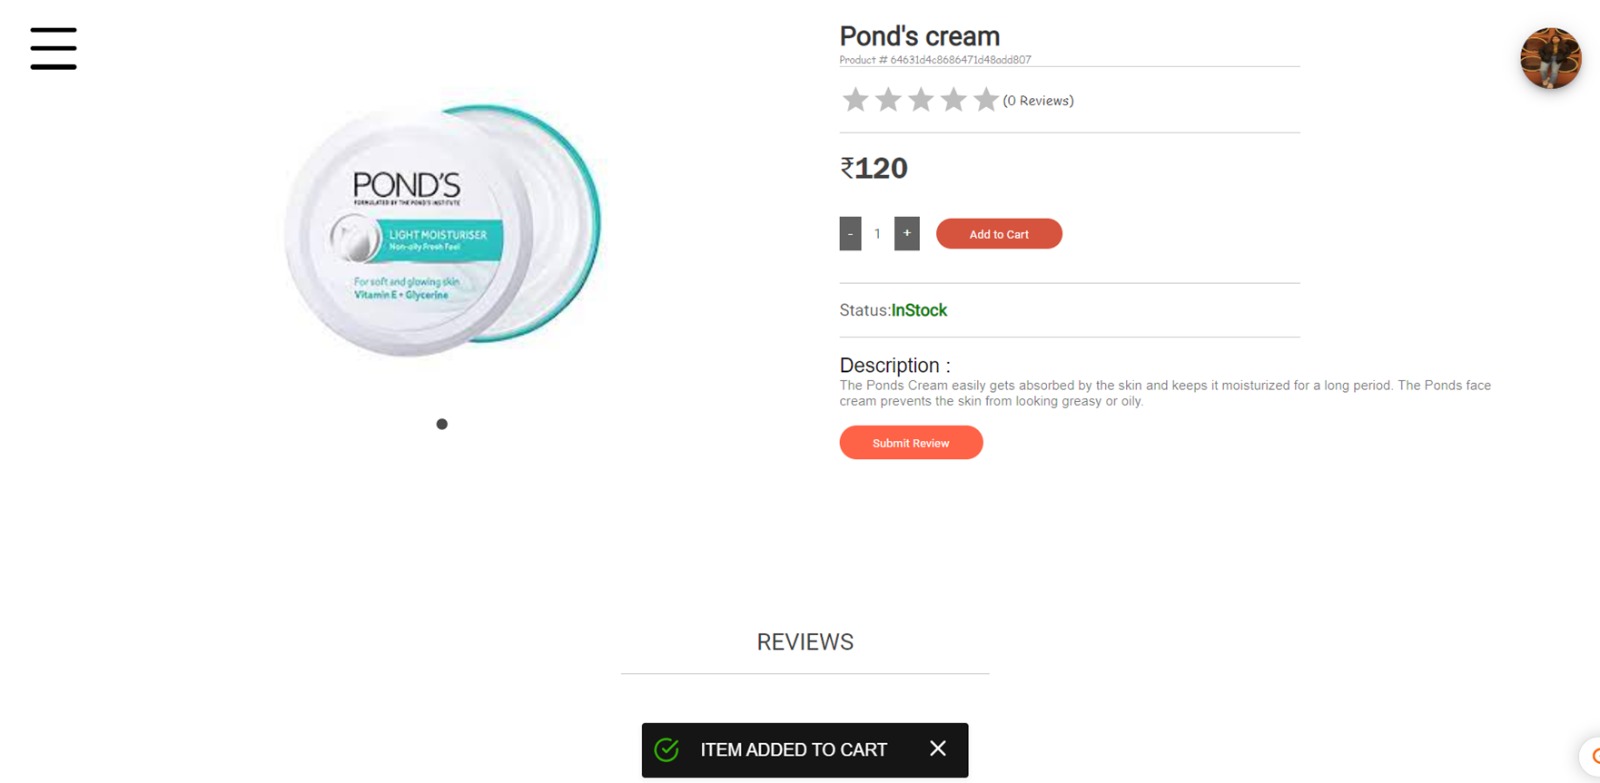 Pond's cream
Product # 64631d4c8686471d48add807
(0 Reviews)
₹120
- 1 + Add to Cart
Status:InStock
Description :
The Ponds Cream easily gets absorbed by the skin and keeps it moisturized for a long period. The Ponds face
cream prevents the skin from looking greasy or oily.
Submit Review
POND'S
FORMULATED BY THE POND'S INSTITUTE
LIGHT MOISTURISER
Non-oily Fresh Feel
For soft and glowing skin
Vitamin E + Glycerine
REVIEWS
ITEM ADDED TO CART